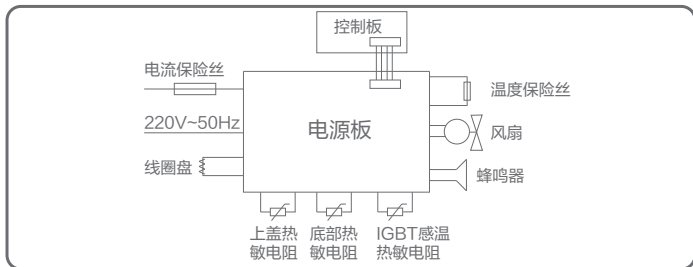 控制板
电流保险丝
温度保险丝
220V~50Hz
电源板
风扇
线圈盘
蜂鸣器
上盖热
敏电阻
底部热
敏电阻
IGBT感温
热敏电阻